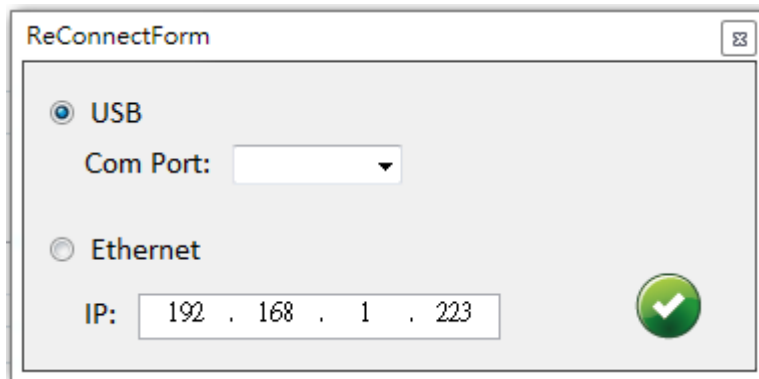 ReConnectForm
USB
Com Port:
Ethernet
IP: 192 . 168 . 1 . 223